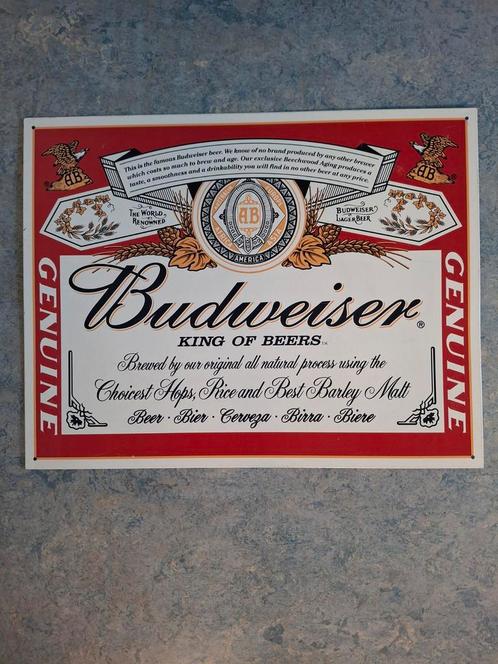 This is the famous Budweiser beer. We know of no brand produced by any other brewer
which costs so much to brew and age. Our exclusive Beechwood Aging produces a
taste, a smoothness and a drinkability you will find in no other beer at any price.
AB
AB
THE WORLD
RENOWNED
AB
AMERICA
BUDWEISER
LAGER BEER
GENUINE
Budweiser®
KING OF BEERS™
Brewed by our original all natural process using the
Choicest Hops, Rice and Best Barley Malt
Beer · Bier · Cerveza · Birra · Biere
GENUINE